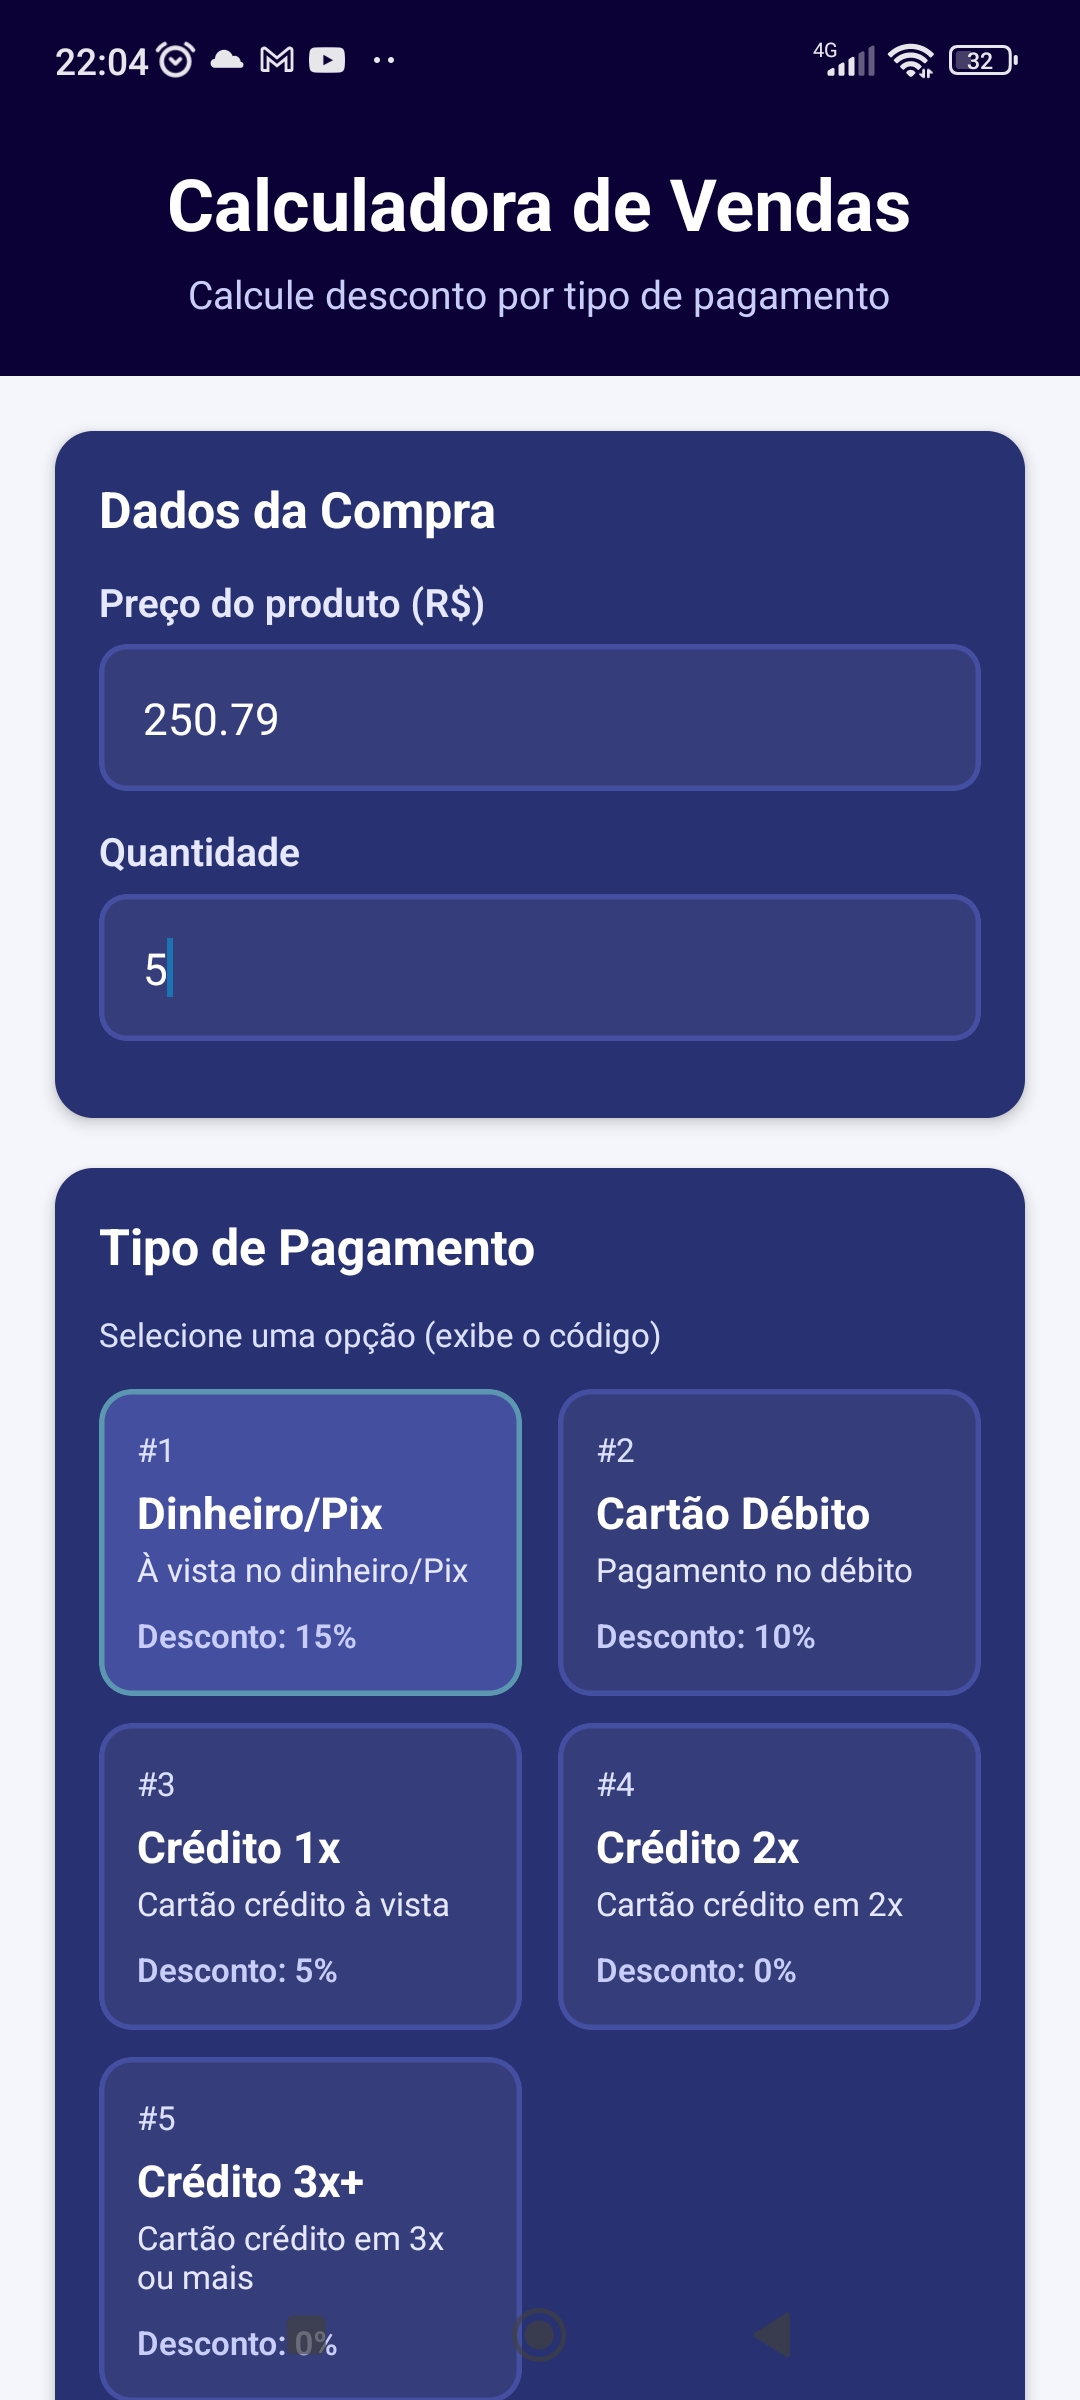 22:04
4G
32
Calculadora de Vendas
Calcule desconto por tipo de pagamento
Dados da Compra
Preço do produto (R$)
250.79
Quantidade
5
Tipo de Pagamento
Selecione uma opção (exibe o código)
#1
Dinheiro/Pix
À vista no dinheiro/Pix
Desconto: 15%
#2
Cartão Débito
Pagamento no débito
Desconto: 10%
#3
Crédito 1x
Cartão crédito à vista
Desconto: 5%
#4
Crédito 2x
Cartão crédito em 2x
Desconto: 0%
#5
Crédito 3x+
Cartão crédito em 3x
ou mais
Desconto: 0%